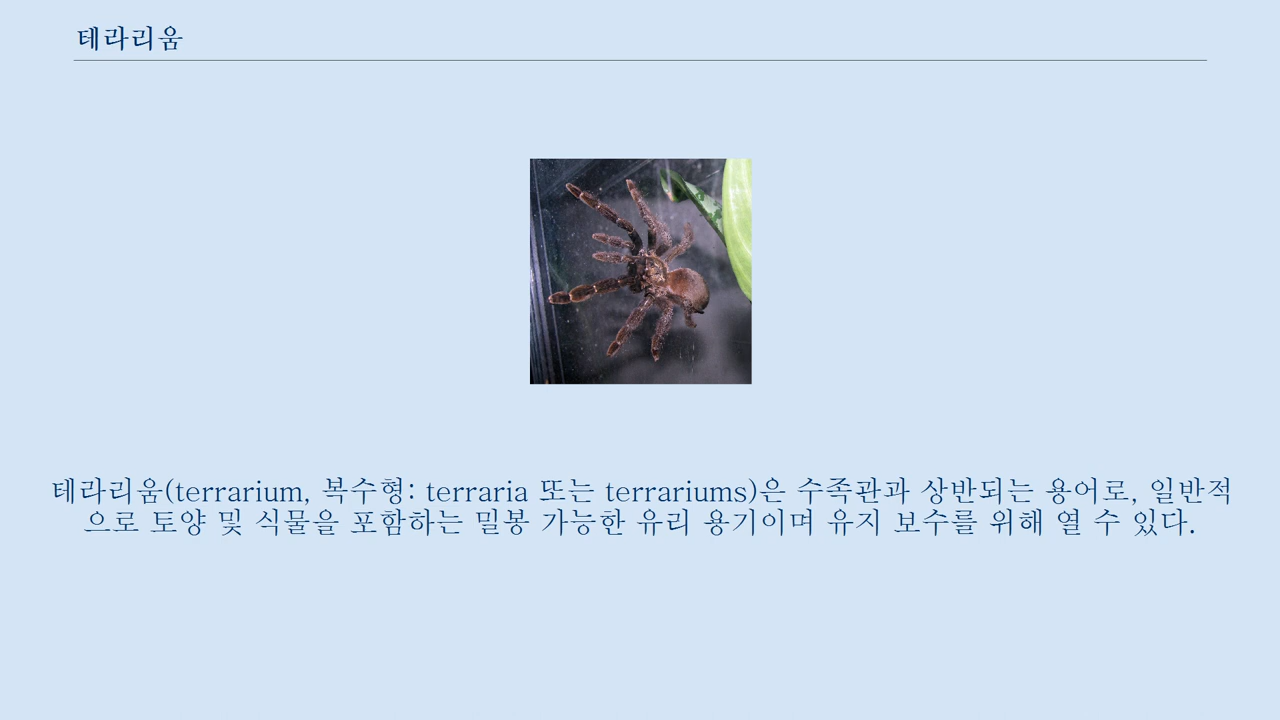 테라리움
테라리움(terrarium, 복수형: terraria 또는 terrariums)은 수족관과 상반되는 용어로, 일반적
으로 토양 및 식물을 포함하는 밀봉 가능한 유리 용기이며 유지 보수를 위해 열 수 있다.